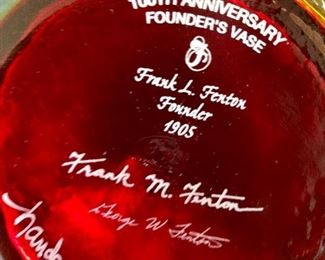 100TH ANNIVERSARY
FOUNDER'S VASE
Frank L. Fenton
Founder
1905
Frank M. Fenton
George W Fenton